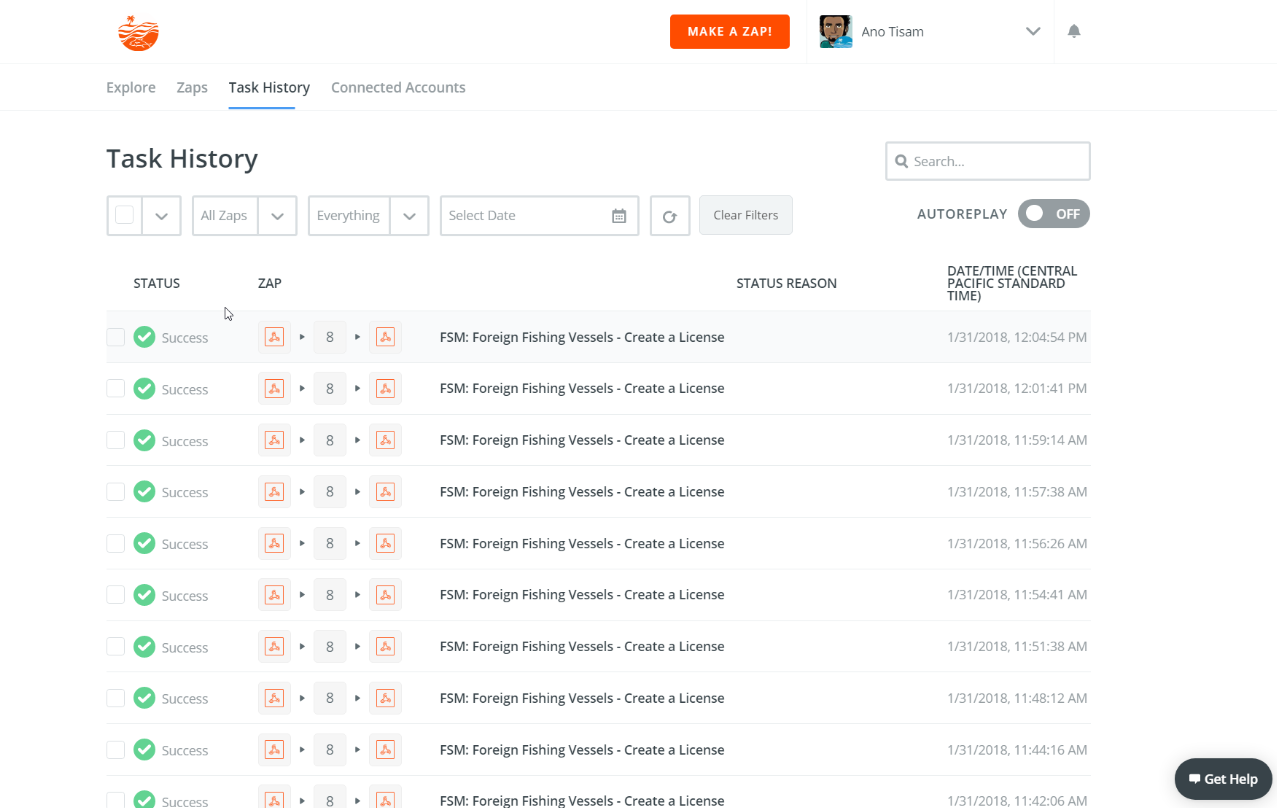 MAKE A ZAP!
Ano Tisam
Explore Zaps Task History Connected Accounts
Task History
Search...
All Zaps Everything Select Date Clear Filters AUTOREPLAY OFF
STATUS ZAP STATUS REASON DATE/TIME (CENTRAL
PACIFIC STANDARD
TIME)
Success 8 FSM: Foreign Fishing Vessels - Create a License 1/31/2018, 12:04:54 PM
Success 8 FSM: Foreign Fishing Vessels - Create a License 1/31/2018, 12:01:41 PM
Success 8 FSM: Foreign Fishing Vessels - Create a License 1/31/2018, 11:59:14 AM
Success 8 FSM: Foreign Fishing Vessels - Create a License 1/31/2018, 11:57:38 AM
Success 8 FSM: Foreign Fishing Vessels - Create a License 1/31/2018, 11:56:26 AM
Success 8 FSM: Foreign Fishing Vessels - Create a License 1/31/2018, 11:54:41 AM
Success 8 FSM: Foreign Fishing Vessels - Create a License 1/31/2018, 11:51:38 AM
Success 8 FSM: Foreign Fishing Vessels - Create a License 1/31/2018, 11:48:12 AM
Success 8 FSM: Foreign Fishing Vessels - Create a License 1/31/2018, 11:44:16 AM
Success 8 FSM: Foreign Fishing Vessels - Create a License 1/31/2018, 11:42:06 AM
Get Help